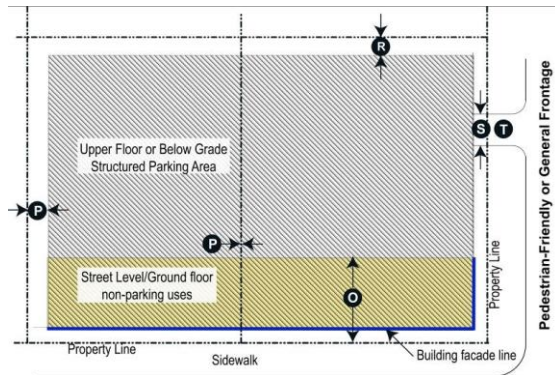 R
S T
Upper Floor or Below Grade
Structured Parking Area
P
P
Street Level/Ground floor
non-parking uses
O
Property Line
Pedestrian-Friendly or General Frontage
Property Line
Sidewalk
Building facade line